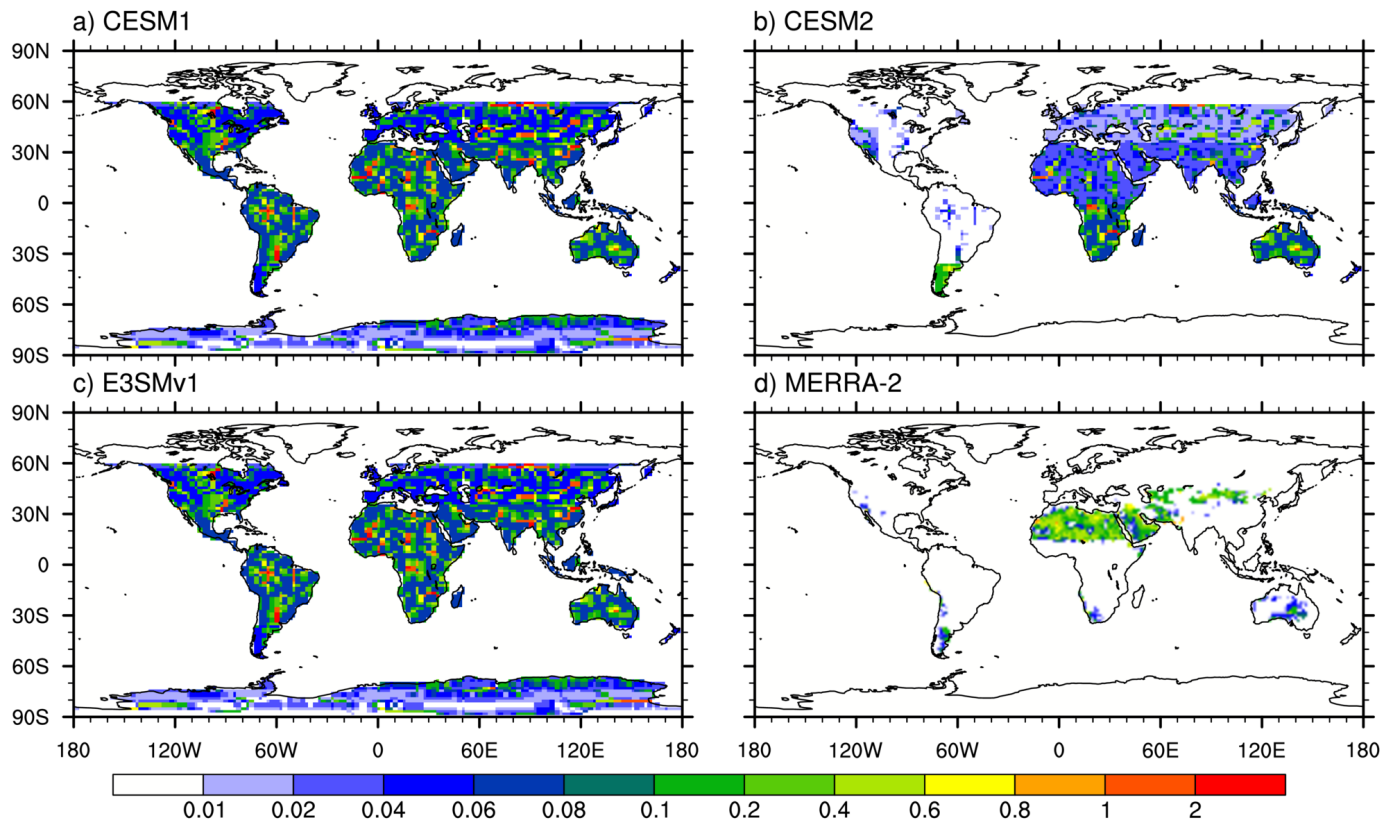 a) CESM1
b) CESM2
90N
60N
30N
0
30S
60S
90S
c) E3SMv1
d) MERRA-2
90N
60N
30N
0
30S
60S
90S
180 120W 60W 0 60E 120E 180 180 120W 60W 0 60E 120E 180
0.01 0.02 0.04 0.06 0.08 0.1 0.2 0.4 0.6 0.8 1 2